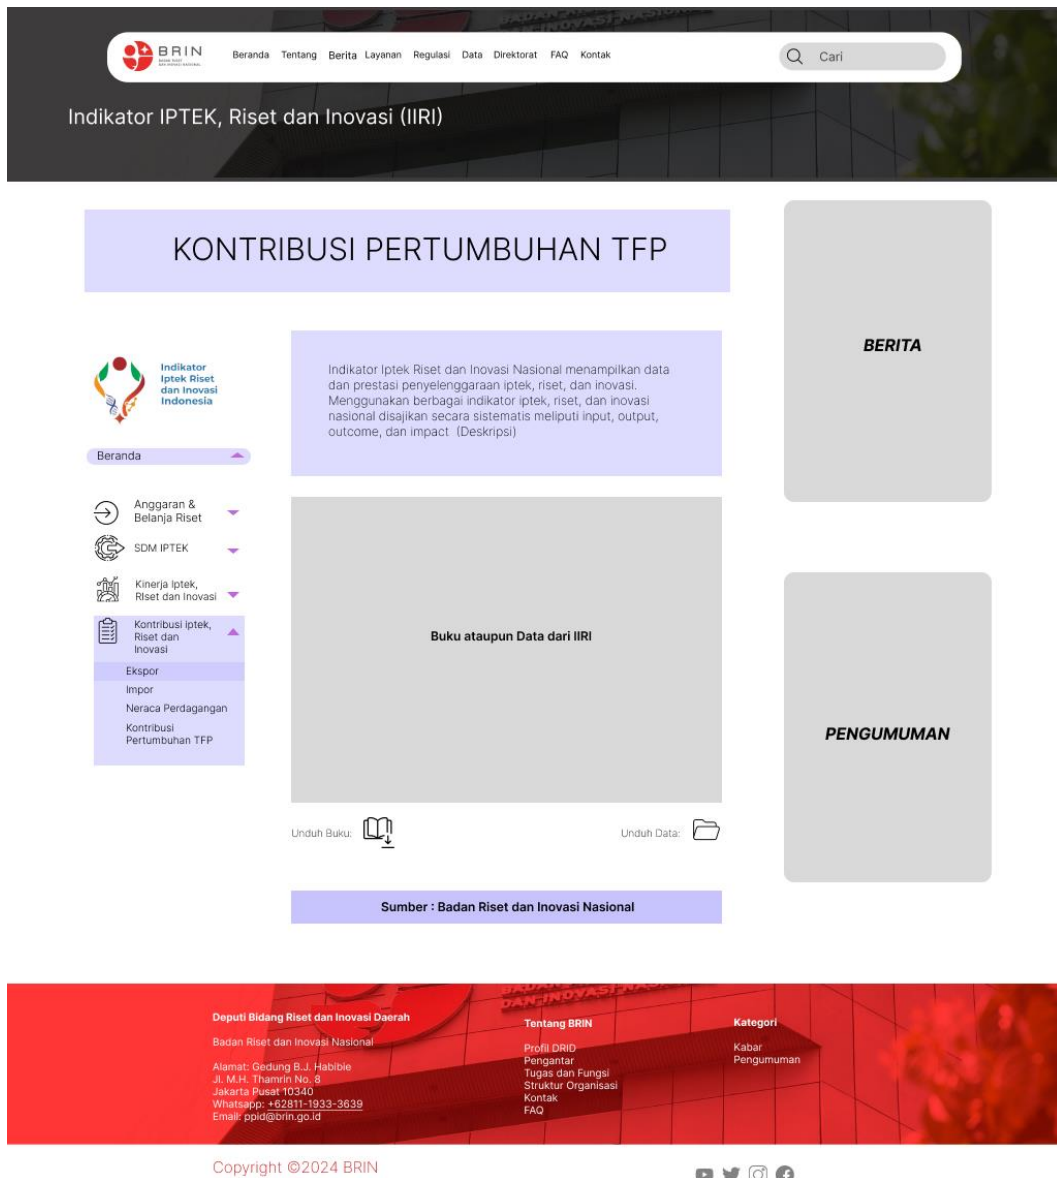 BRIN
Beranda Tentang Berita Layanan Regulasi Data Direktorat FAQ Kontak
Cari
Indikator IPTEK, Riset dan Inovasi (IIRI)
KONTRIBUSI PERTUMBUHAN TFP
BERITA
Indikator
Iptek Riset
dan Inovasi
Indonesia
Indikator Iptek Riset dan Inovasi Nasional menampilkan data
dan prestasi penyelenggaraan iptek, riset, dan inovasi.
Menggunakan berbagai indikator iptek, riset, dan inovasi
nasional disajikan secara sistematis meliputi input, output,
outcome, dan impact (Deskripsi)
Beranda
Anggaran &
Belanja Riset
SDM IPTEK
Kinerja Iptek,
RIset dan Inovasi
Kontribusi Iptek,
Riset dan
Inovasi
Ekspor
Impor
Neraca Perdagangan
Kontribusi
Pertumbuhan TFP
Buku ataupun Data dari IIRI
PENGUMUMAN
Unduh Buku:
Unduh Data:
Sumber : Badan Riset dan Inovasi Nasional
Deputi Bidang Riset dan Inovasi Daerah
Badan Riset dan Inovasi Nasional
Alamat: Gedung B.J. Habibie
Jl. M.H. Thamrin No. 8
Jakarta Pusat 10340
Whatsapp: +62811-1933-3639
Email: ppid@brin.go.id
Tentang BRIN
Profil DRID
Pengantar
Tugas dan Fungsi
Struktur Organisasi
Kontak
FAQ
Kategori
Kabar
Pengumuman
Copyright ©2024 BRIN